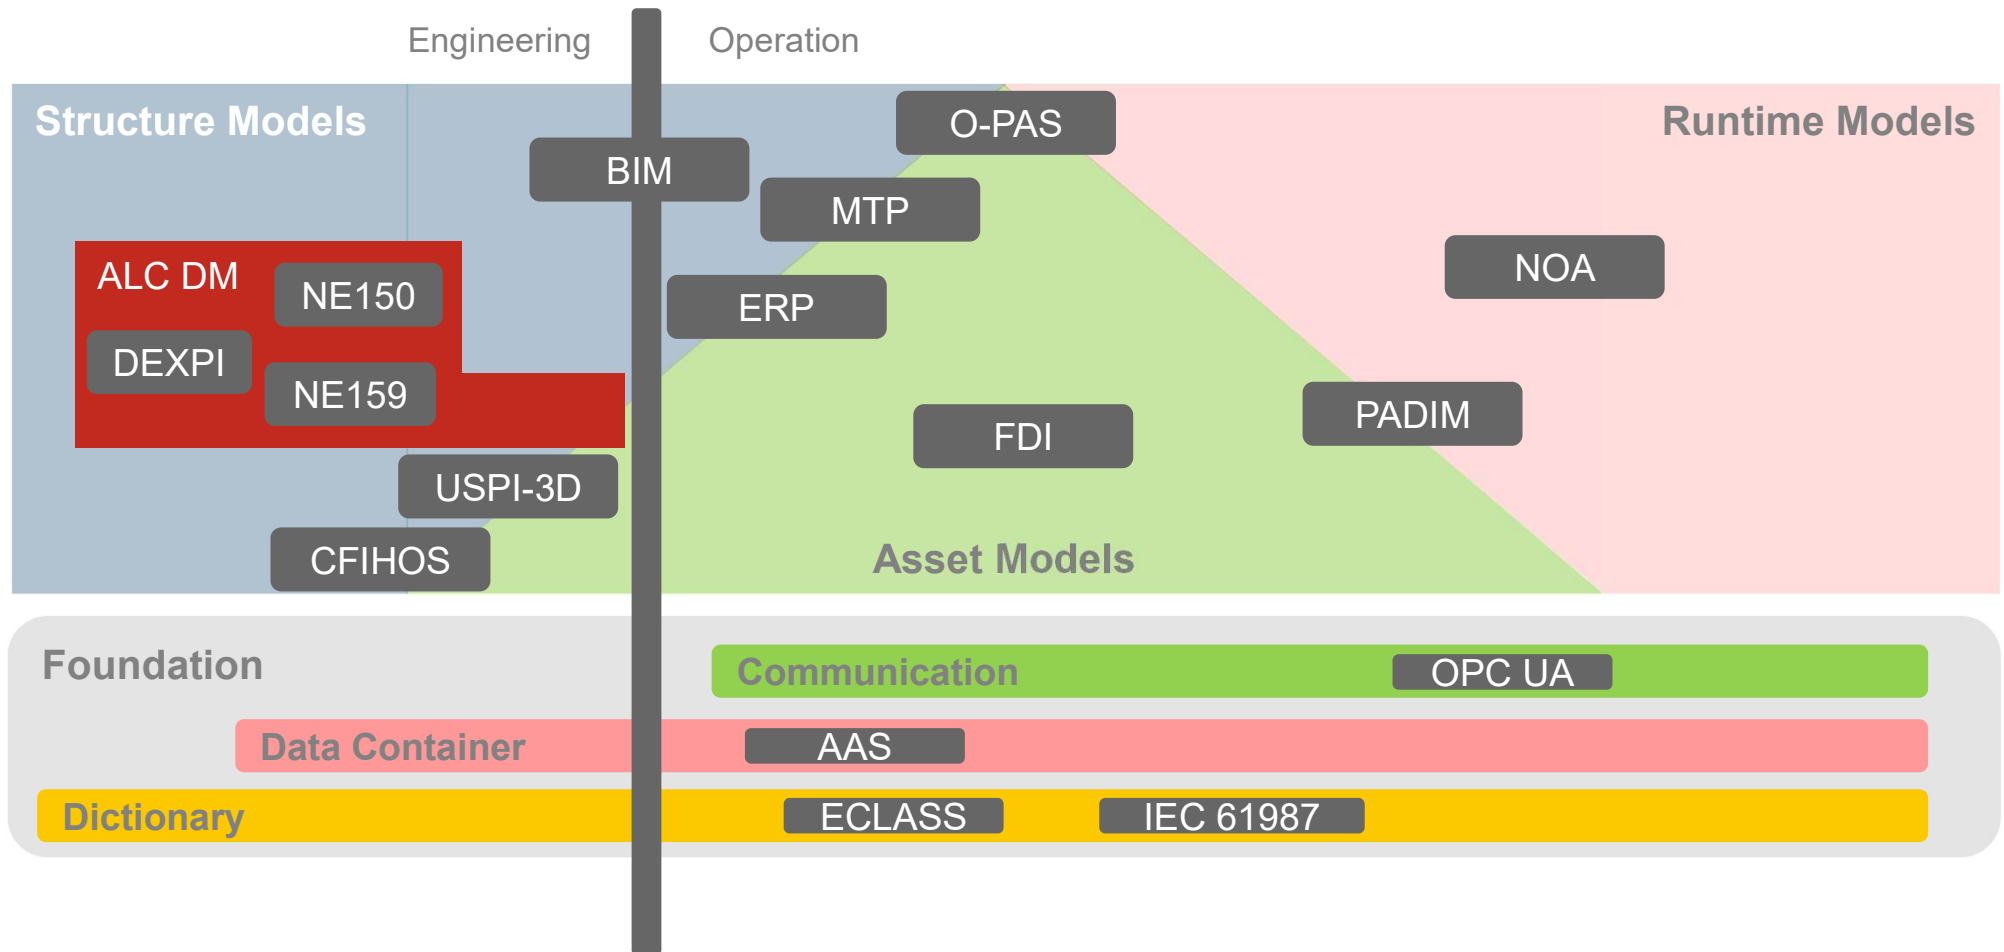 Engineering
Operation
Structure Models
O-PAS
Runtime Models
BIM
MTP
ALC DM
NE150
NOA
ERP
DEXPI
NE159
PADIM
FDI
USPI-3D
CFIHOS
Asset Models
Foundation
Communication
OPC UA
Data Container
AAS
Dictionary
ECLASS
IEC 61987